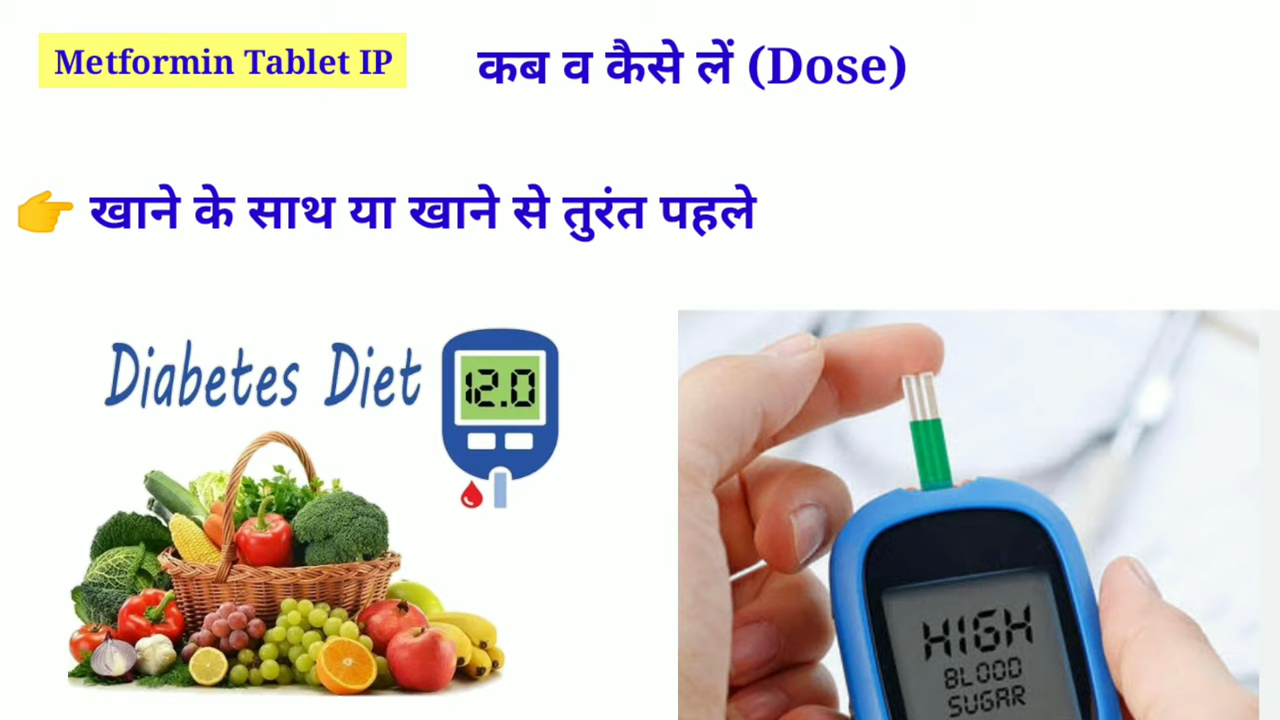 Metformin Tablet IP
कब व कैसे लें (Dose)
👉 खाने के साथ या खाने से तुरंत पहले
Diabetes Diet
12.0
HIGH
BLOOD
SUGAR